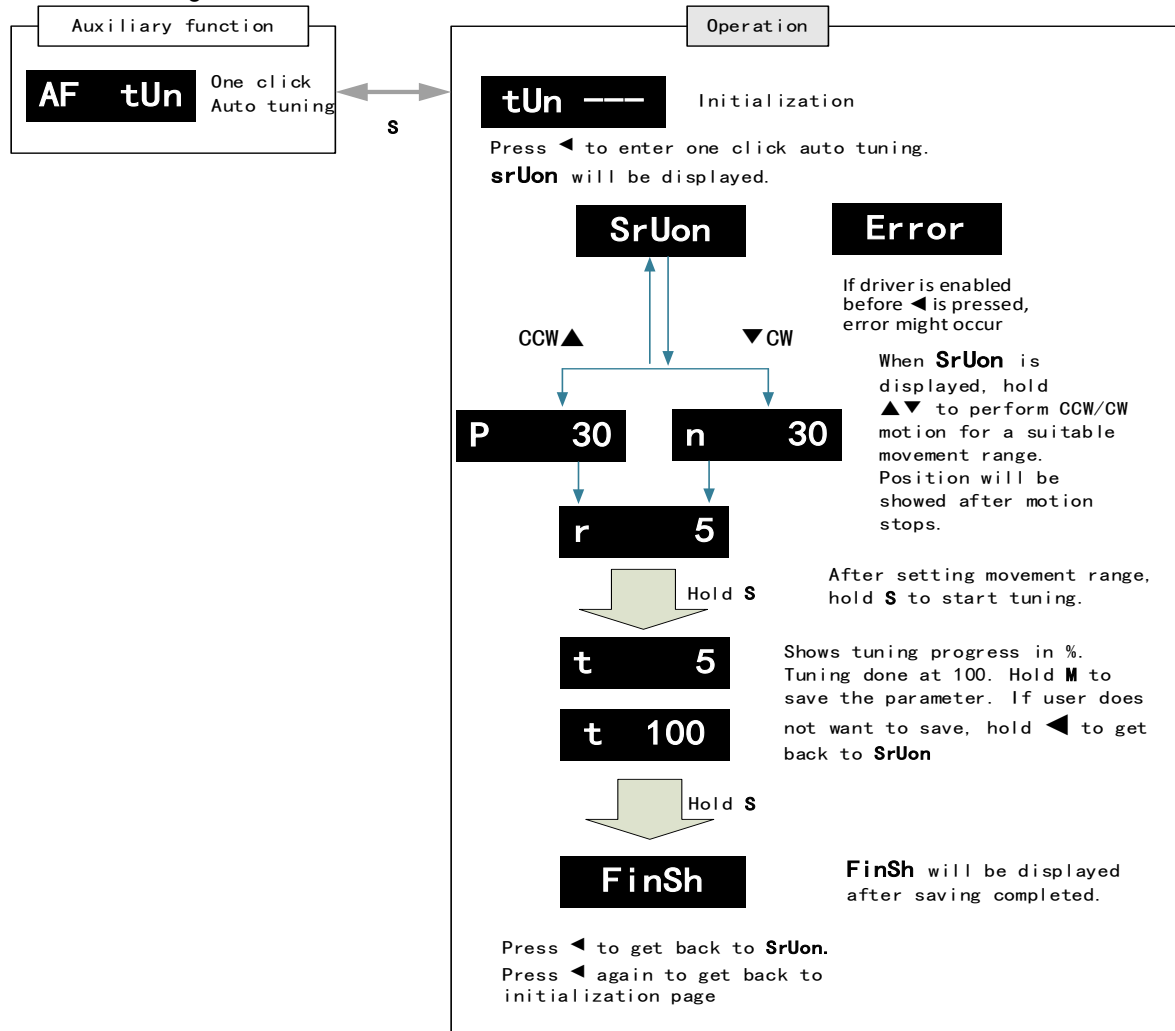 Auxiliary function
AF tUn
One click
Auto tuning
S
Operation
tUn ---
Initialization
Press ◀ to enter one click auto tuning.
srUon will be displayed.
SrUon
Error
If driver is enabled
before ◀ is pressed,
error might occur
CCW▲
▼CW
When SrUon is
displayed, hold
▲▼ to perform CCW/CW
motion for a suitable
movement range.
Position will be
showed after motion
stops.
P 30
n 30
r 5
Hold S
After setting movement range,
hold S to start tuning.
t 5
t 100
Shows tuning progress in %.
Tuning done at 100. Hold M to
save the parameter. If user does
not want to save, hold ◀ to get
back to SrUon
Hold S
FinSh
FinSh will be displayed
after saving completed.
Press ◀ to get back to SrUon.
Press ◀ again to get back to
initialization page